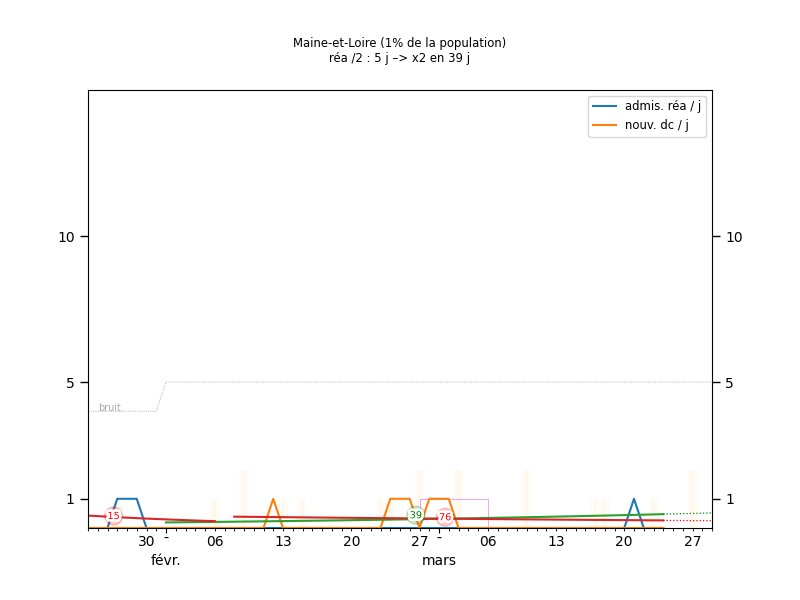 Maine-et-Loire (1% de la population)
réa /2 : 5 j –> x2 en 39 j
admis. réa / j
nouv. dc / j
10 10
5 5
bruit
1 1
15 39 76
30 - 06 13 20 27 - 06 13 20 27
févr. mars